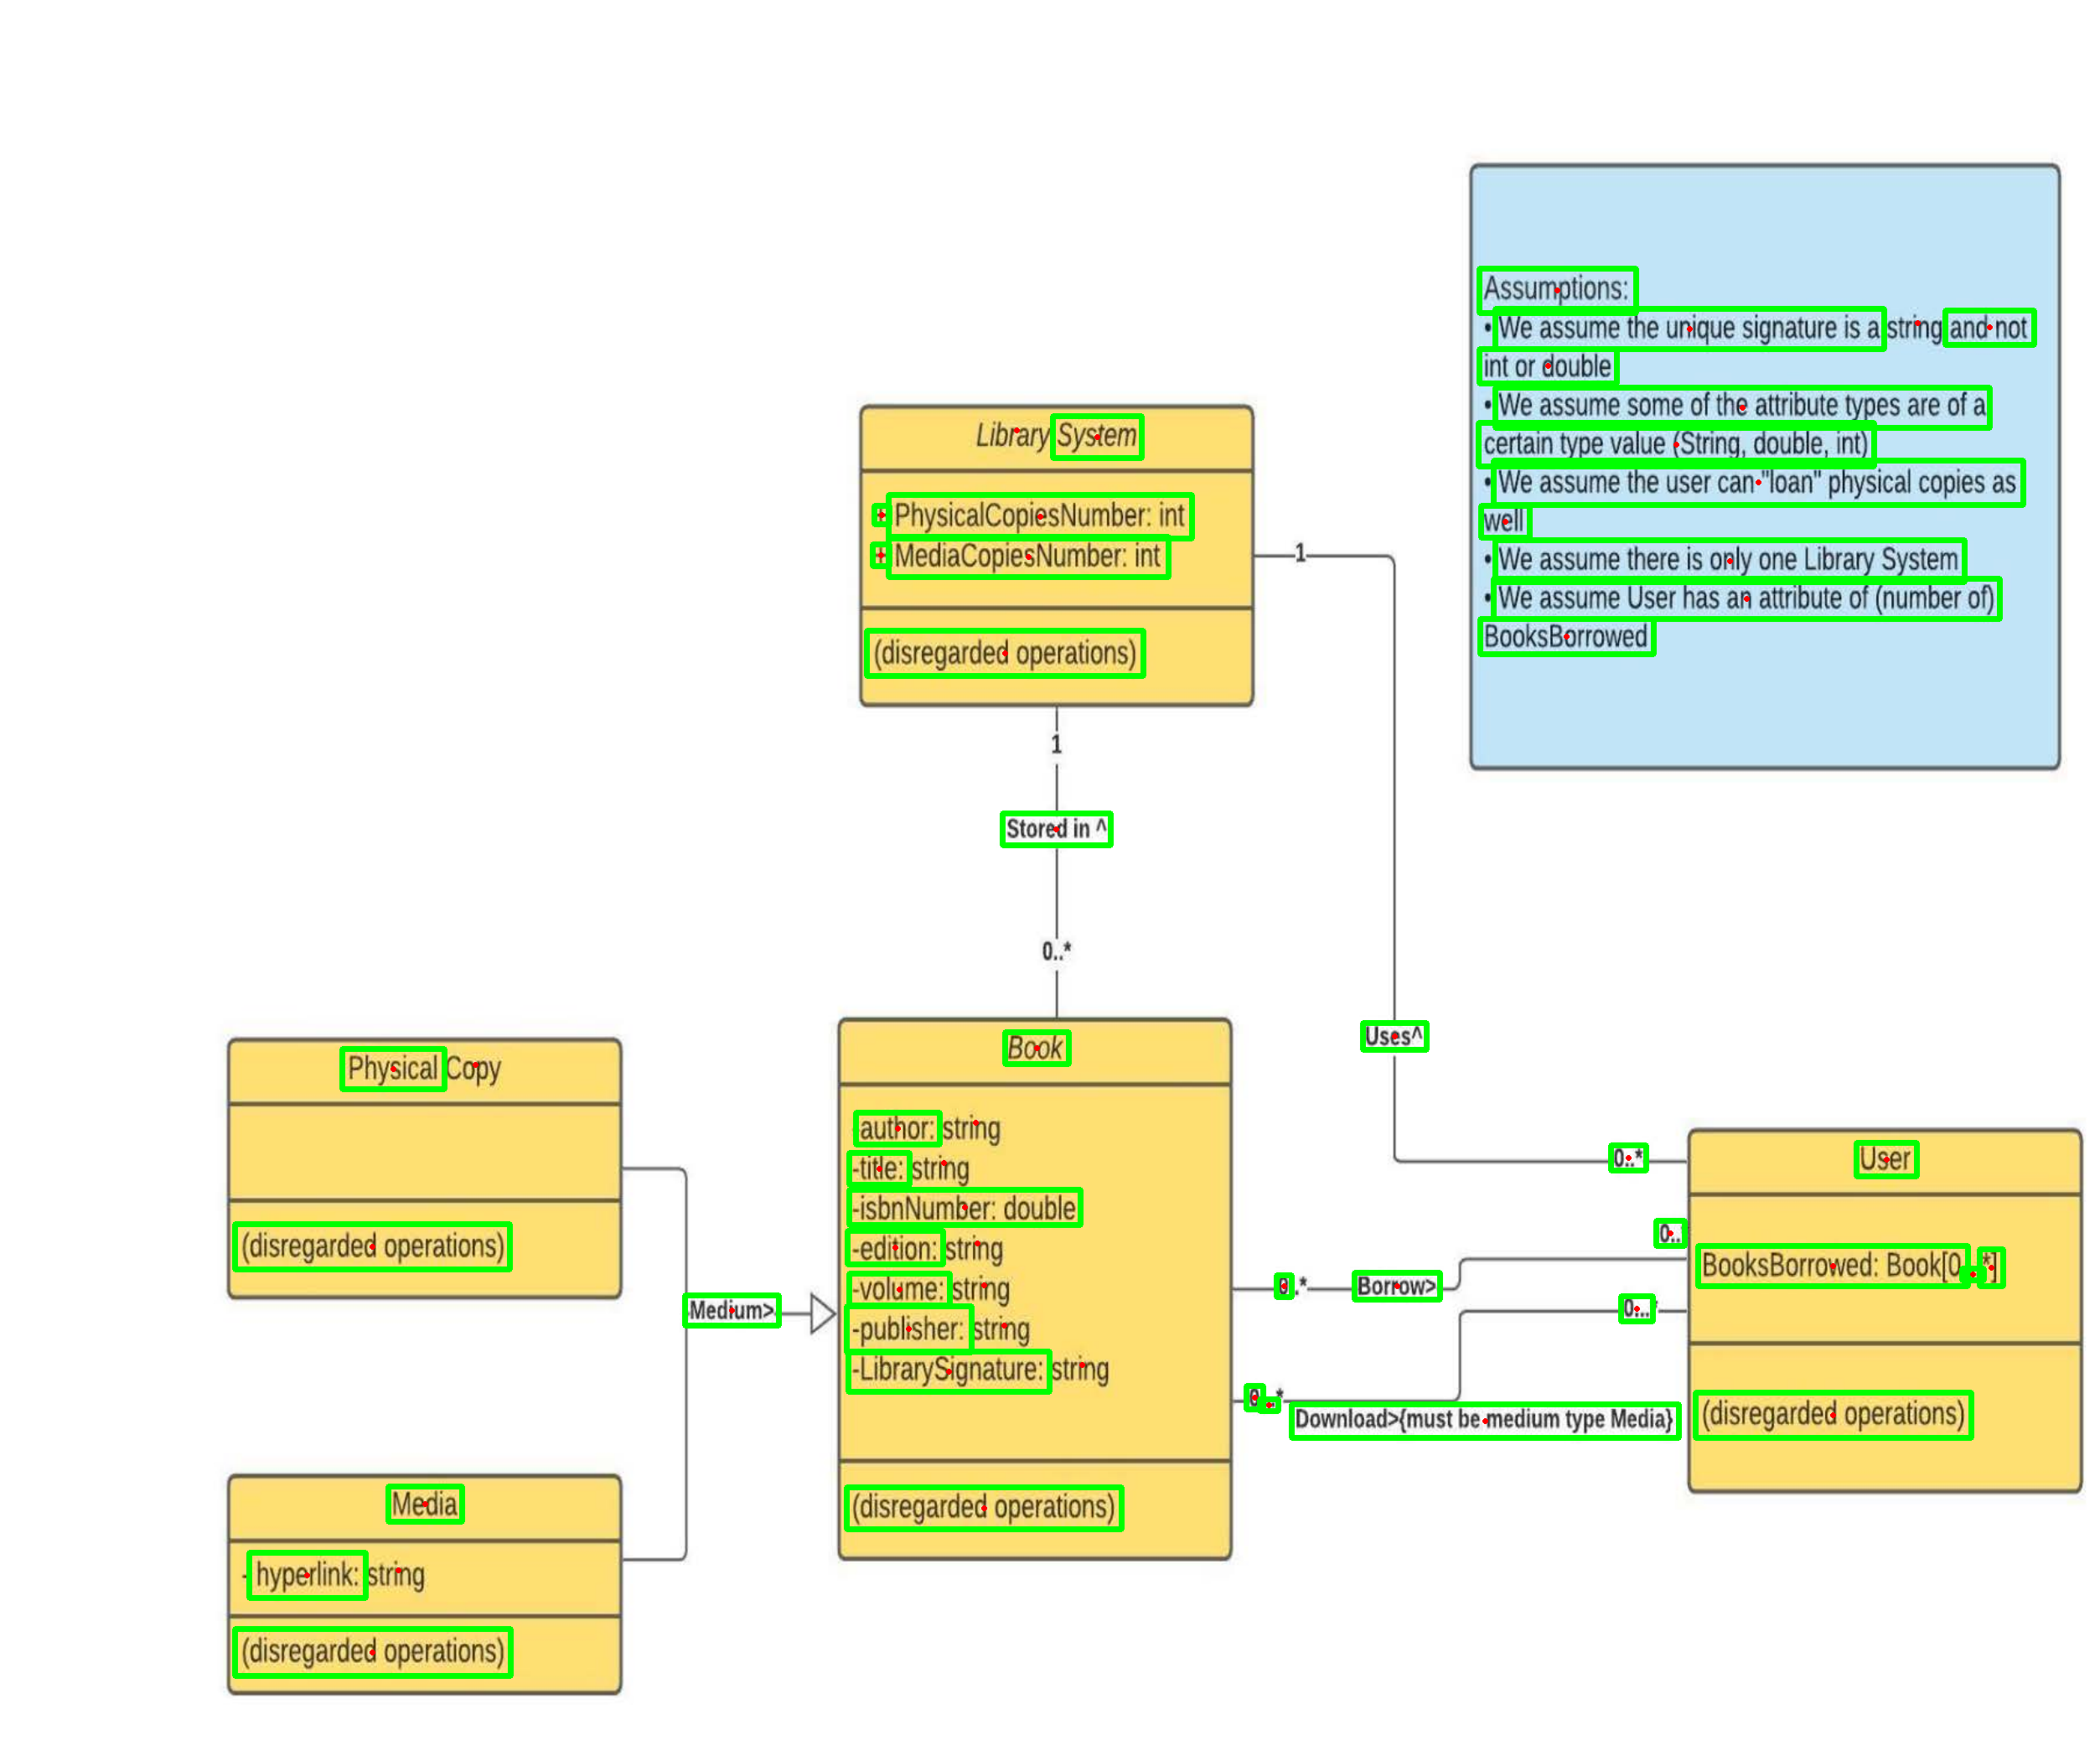 Assumptions:
• We assume the unique signature is a string and not
int or double
• We assume some of the attribute types are of a
certain type value (String, double, int)
• We assume the user can "loan" physical copies as
well
• We assume there is only one Library System
• We assume User has an attribute of (number of)
BooksBorrowed
Library System
+ PhysicalCopiesNumber: int
+ MediaCopiesNumber: int
(disregarded operations)
1
1
Stored in ^
0..*
Uses^
Physical Copy
(disregarded operations)
Medium>
Media
- hyperlink: string
(disregarded operations)
Book
-author: string
-title: string
-isbnNumber: double
-edition: string
-volume: string
-publisher: string
-LibrarySignature: string
(disregarded operations)
0..*
0..*
0..* Borrow>
0..*
0..*
Download>{must be medium type Media}
User
BooksBorrowed: Book[0..*]
(disregarded operations)